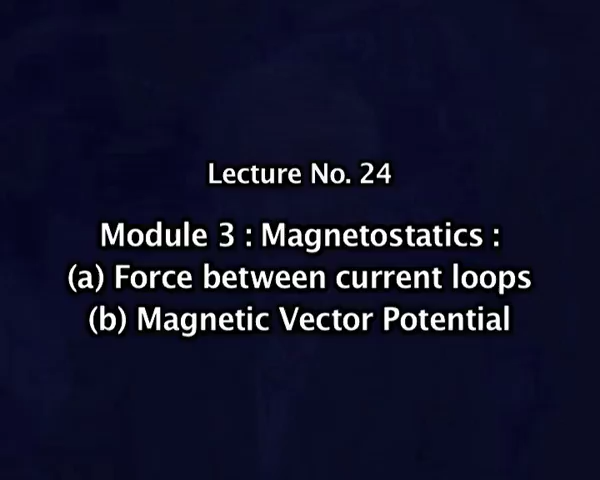 Lecture No. 24
Module 3 : Magnetostatics :
(a) Force between current loops
(b) Magnetic Vector Potential